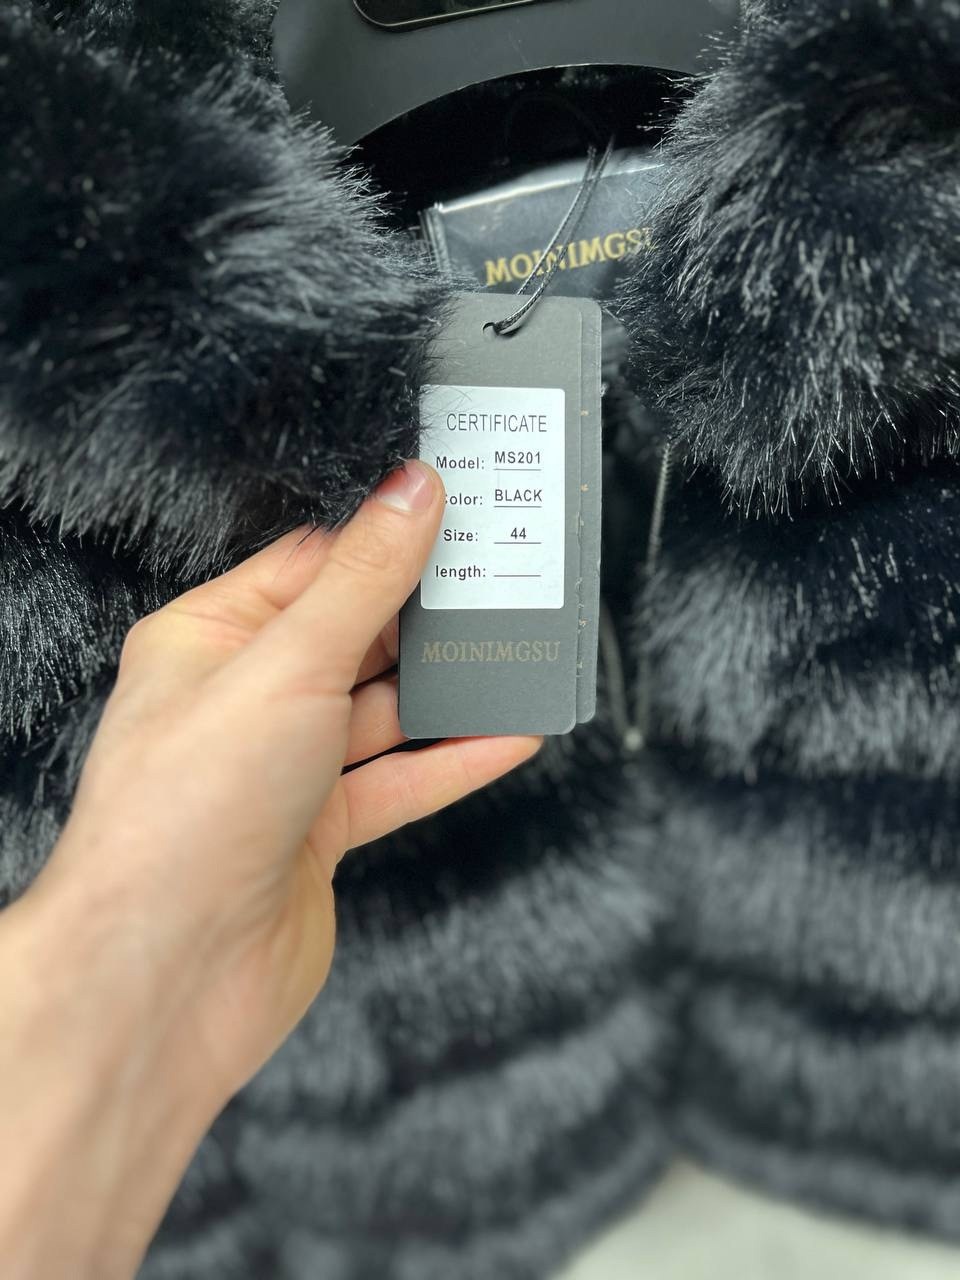 MOINIMGSU
CERTIFICATE
Model: MS201
Color: BLACK
Size: 44
length:
MOINIMGSU